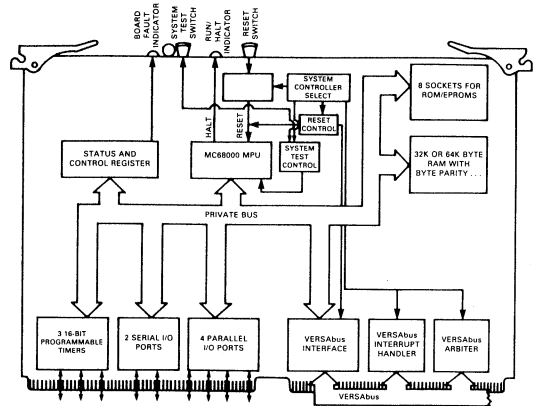 BOARD
FAULT
INDICATOR
SYSTEM
TEST
SWITCH
RUN/
HALT
INDICATOR
RESET
SWITCH
SYSTEM
CONTROLLER
SELECT
8 SOCKETS FOR
ROM/EPROMS
HALT
RESET
RESET
CONTROL
STATUS AND
CONTROL REGISTER
MC68000 MPU
SYSTEM
TEST
CONTROL
32K OR 64K BYTE
RAM WITH
BYTE PARITY . . .
PRIVATE BUS
3 16-BIT
PROGRAMMABLE
TIMERS
2 SERIAL I/O
PORTS
4 PARALLEL
I/O PORTS
VERSAbus
INTERFACE
VERSAbus
INTERRUPT
HANDLER
VERSAbus
ARBITER
VERSAbus